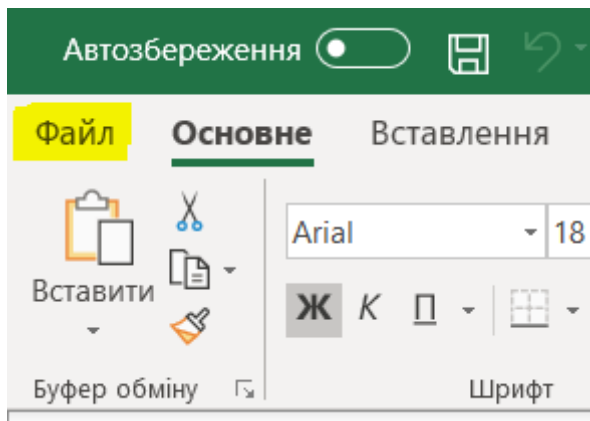 Автозбереження
Файл Основне Вставлення
Arial 18
Вставити
Ж К П
Буфер обміну Шрифт